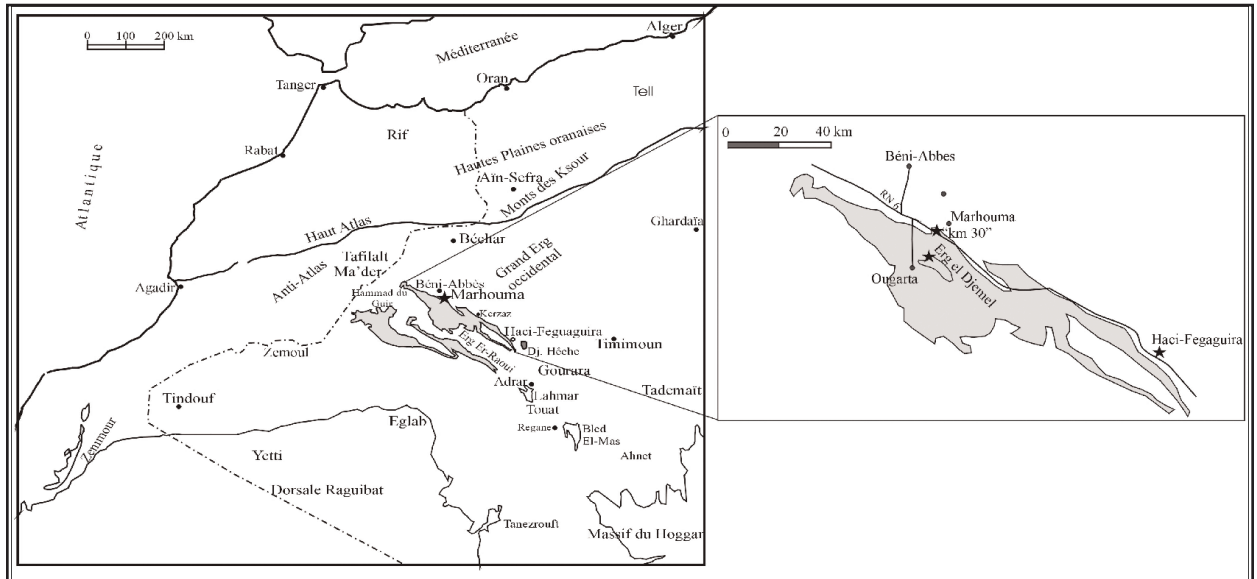 0 100 200 km
Alger
Méditerranée
Tanger
Oran
Tell
Rif
Rabat
Hautes Plaines oranaises
Atlantique
Aïn-Sefra
Monts des Ksour
Ghardaïa
Haut Atlas
Béchar
Tafilalt
Ma'der
Grand Erg
occidental
Anti-Atlas
Agadir
Hammad du
Guir
Béni-Abbès
Marhouma
Kerzaz
Haci-Feguaguira
Zemoul
Erg Er-Raoui
Dj. Hèche
Timimoun
Gourara
Adrar
Tademaït
Tindouf
Lahmar
Touat
Eglab
Regane
Bled
El-Mas
Zemmour
Yetti
Ahnet
Dorsale Raguibat
Tanezrouft
Massif du Hoggar
0 20 40 km
Béni-Abbes
RN 6
Marhouma
"km 30"
Erg el Djemel
Ougarta
Haci-Fegaguira